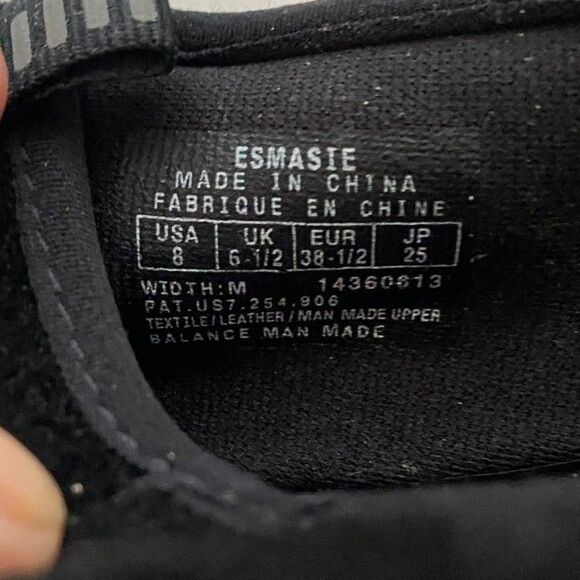 ESMASIE
MADE IN CHINA
FABRIQUE EN CHINE
USA UK EUR JP
8 6-1/2 38-1/2 25
WIDTH:M 14360613
PAT.US7.254.906
TEXTILE/LEATHER/MAN MADE UPPER
BALANCE MAN MADE